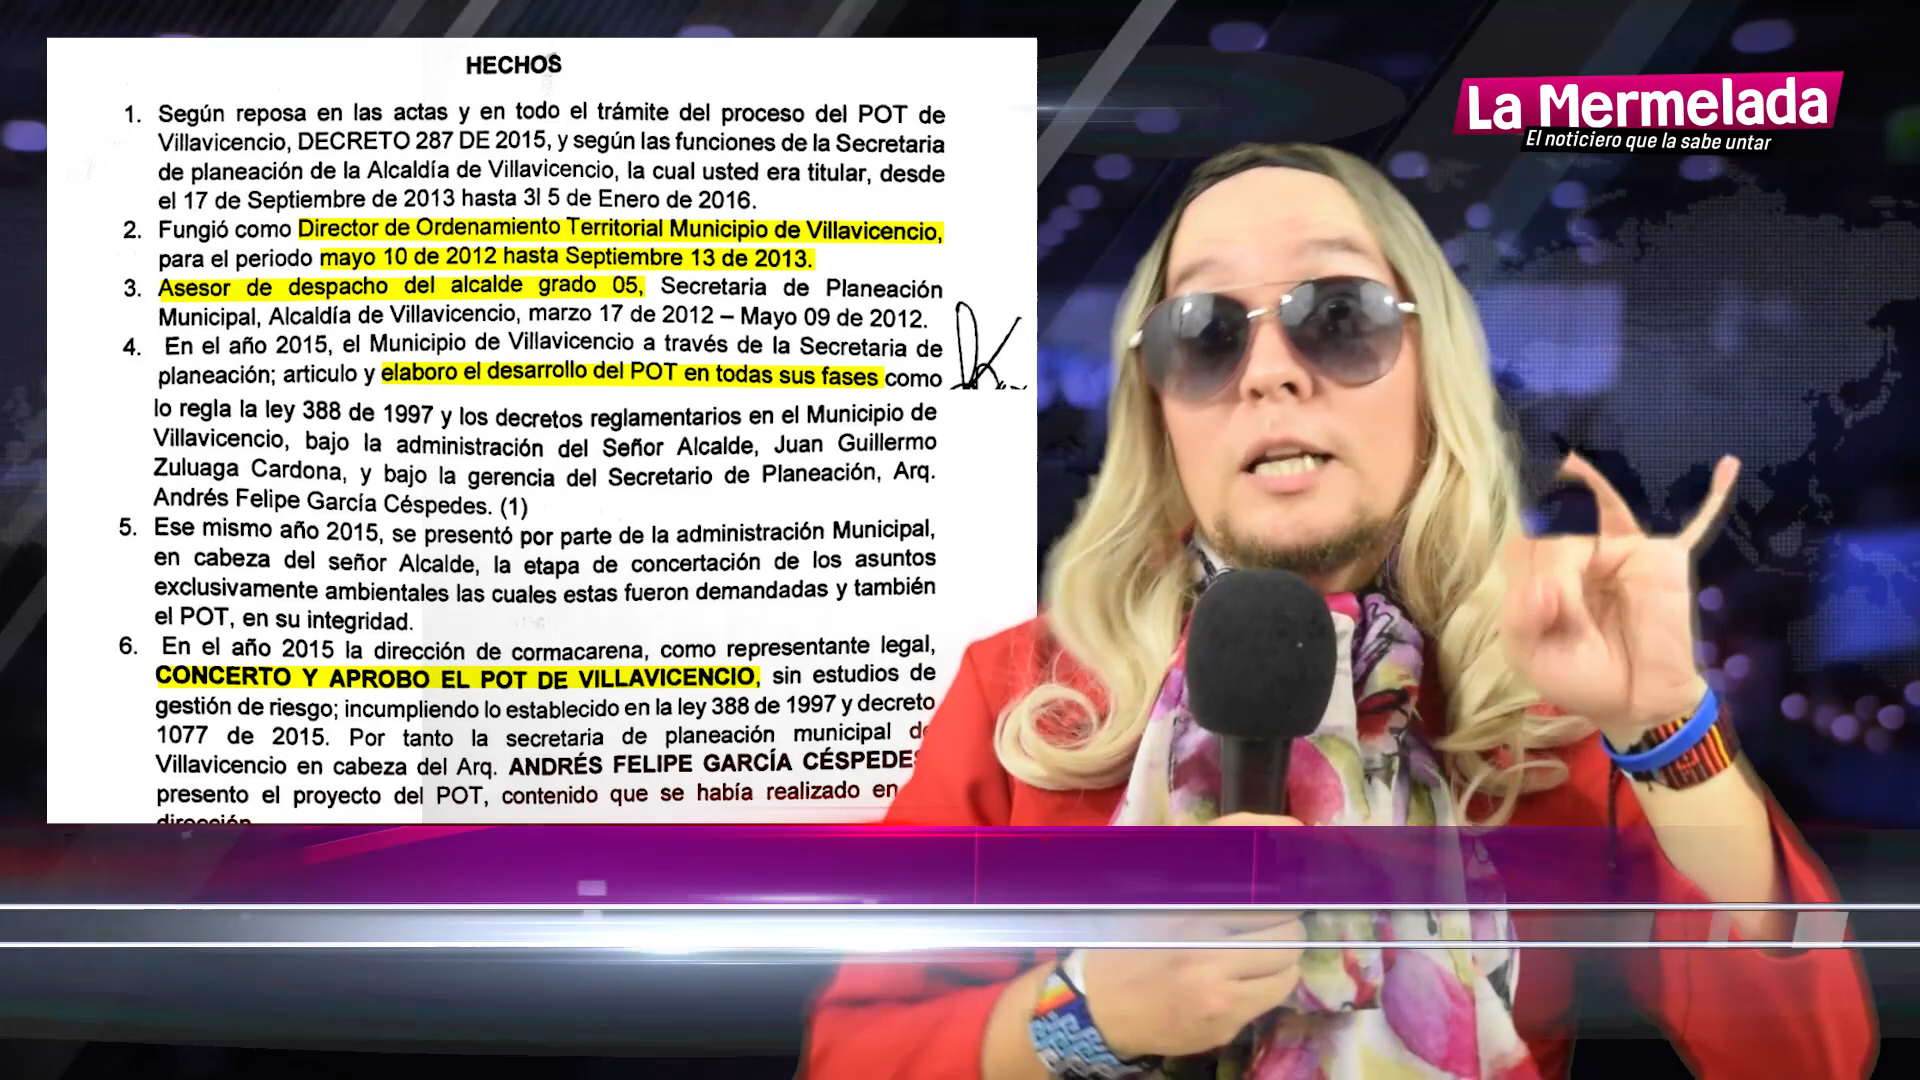 HECHOS
1. Según reposa en las actas y en todo el trámite del proceso del POT de
Villavicencio, DECRETO 287 DE 2015, y según las funciones de la Secretaria
de planeación de la Alcaldía de Villavicencio, la cual usted era titular, desde
el 17 de Septiembre de 2013 hasta 3l 5 de Enero de 2016.
2. Fungió como Director de Ordenamiento Territorial Municipio de Villavicencio,
para el periodo mayo 10 de 2012 hasta Septiembre 13 de 2013.
3. Asesor de despacho del alcalde grado 05, Secretaria de Planeación
Municipal, Alcaldía de Villavicencio, marzo 17 de 2012 – Mayo 09 de 2012.
4. En el año 2015, el Municipio de Villavicencio a través de la Secretaria de
planeación; articulo y elaboro el desarrollo del POT en todas sus fases como
lo regla la ley 388 de 1997 y los decretos reglamentarios en el Municipio de
Villavicencio, bajo la administración del Señor Alcalde, Juan Guillermo
Zuluaga Cardona, y bajo la gerencia del Secretario de Planeación, Arq.
Andrés Felipe García Céspedes. (1)
5. Ese mismo año 2015, se presentó por parte de la administración Municipal,
en cabeza del señor Alcalde, la etapa de concertación de los asuntos
exclusivamente ambientales las cuales estas fueron demandadas y también
el POT, en su integridad.
6. En el año 2015 la dirección de cormacarena, como representante legal,
CONCERTO Y APROBO EL POT DE VILLAVICENCIO, sin estudios de
gestión de riesgo; incumpliendo lo establecido en la ley 388 de 1997 y decreto
1077 de 2015. Por tanto la secretaria de planeación municipal de
Villavicencio en cabeza del Arq. ANDRÉS FELIPE GARCÍA CÉSPEDES
presento el proyecto del POT, contenido que se había realizado en
dirección
La Mermelada
El noticiero que la sabe untar